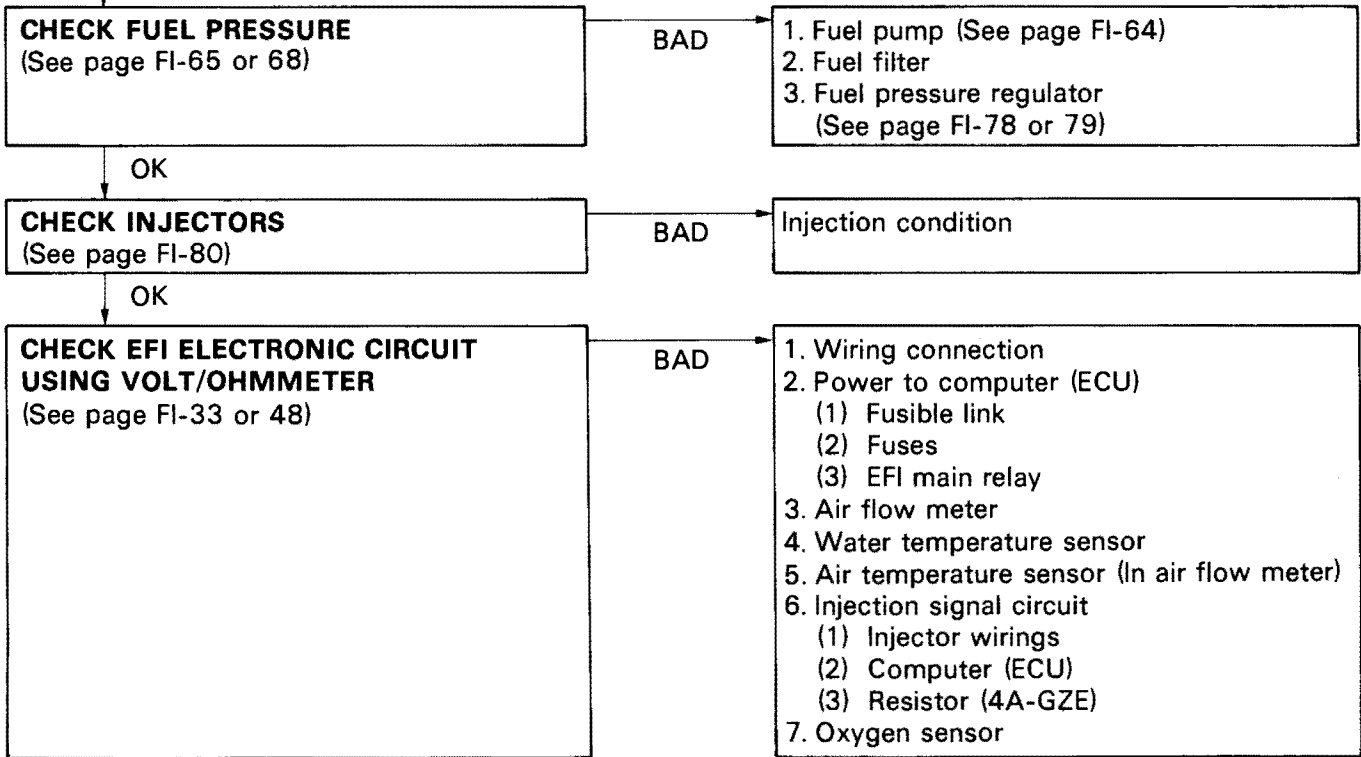 CHECK FUEL PRESSURE
(See page FI-65 or 68)
BAD
1. Fuel pump (See page FI-64)
2. Fuel filter
3. Fuel pressure regulator
(See page FI-78 or 79)
OK
CHECK INJECTORS
(See page FI-80)
BAD
Injection condition
OK
CHECK EFI ELECTRONIC CIRCUIT
USING VOLT/OHMMETER
(See page FI-33 or 48)
BAD
1. Wiring connection
2. Power to computer (ECU)
(1) Fusible link
(2) Fuses
(3) EFI main relay
3. Air flow meter
4. Water temperature sensor
5. Air temperature sensor (In air flow meter)
6. Injection signal circuit
(1) Injector wirings
(2) Computer (ECU)
(3) Resistor (4A-GZE)
7. Oxygen sensor